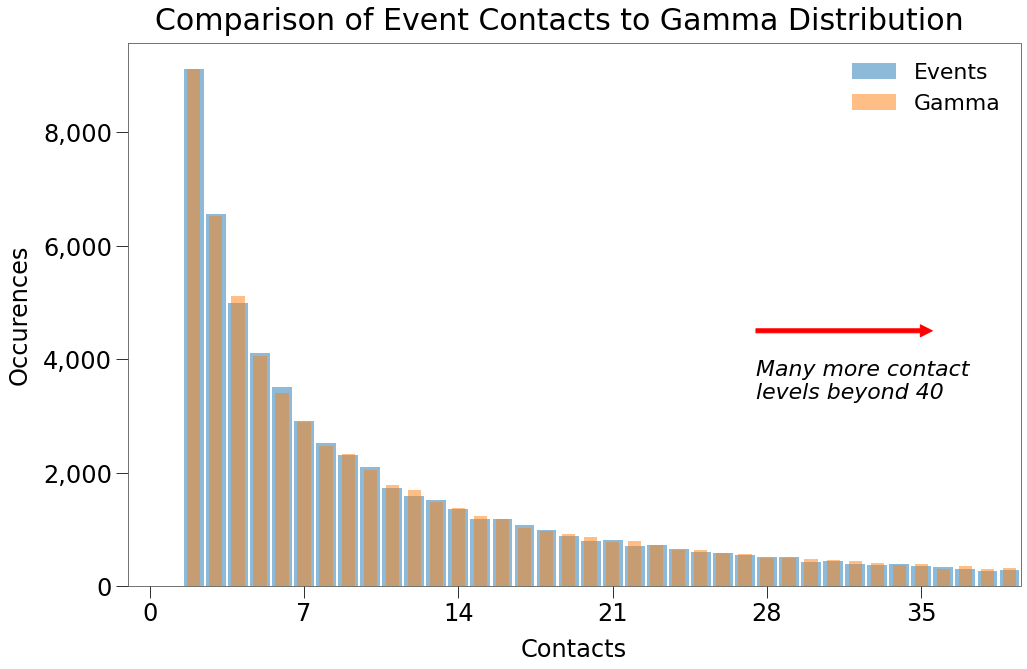 Comparison of Event Contacts to Gamma Distribution
Events
Gamma
8,000
6,000
4,000
2,000
0
Occurences
Many more contact
levels beyond 40
0 7 14 21 28 35
Contacts